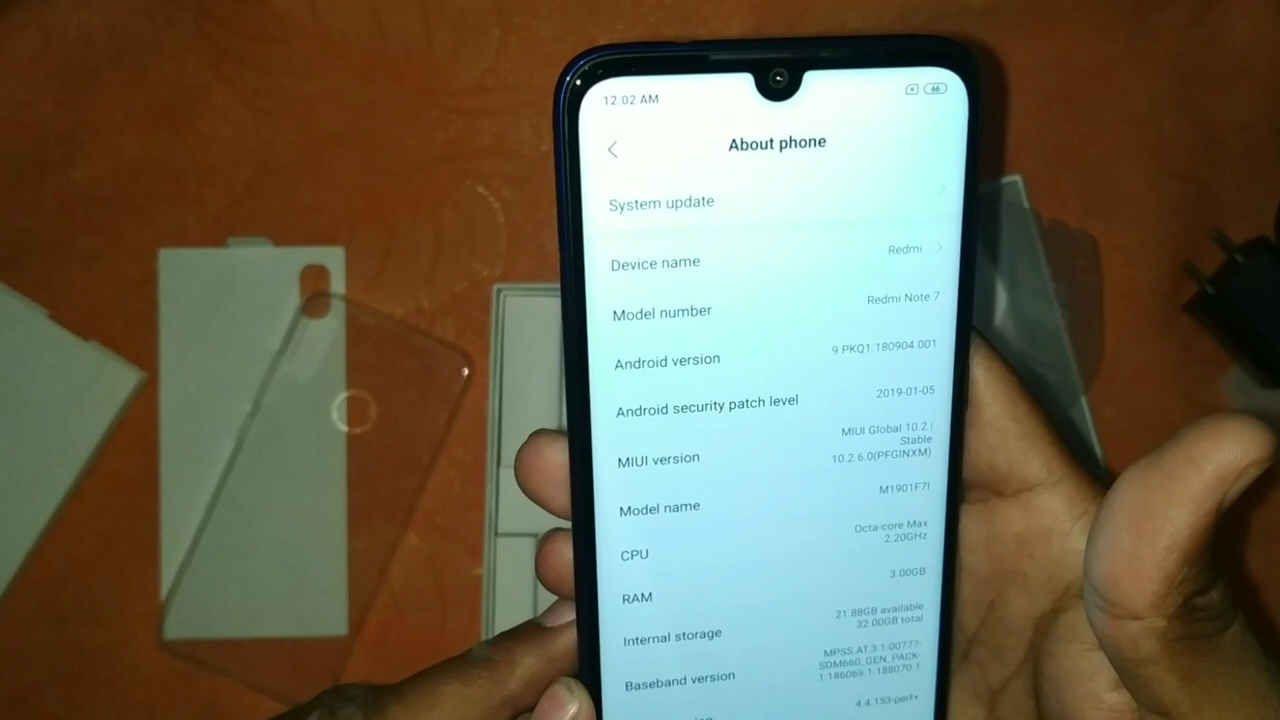 12:02 AM
66
About phone
System update
Device name Redmi
Model number Redmi Note 7
Android version 9 PKQ1.180904.001
Android security patch level 2019-01-05
MIUI version MIUI Global 10.2 |
Stable
10.2.6.0(PFGINXM)
Model name M1901F7I
CPU Octa-core Max
2.20GHz
RAM 3.00GB
Internal storage 21.88GB available
32.00GB total
Baseband version MPSS.AT.3.1-00777-
SDM660_GEN_PACK-
1.186069.1.188070.1
4.4.153-perf+